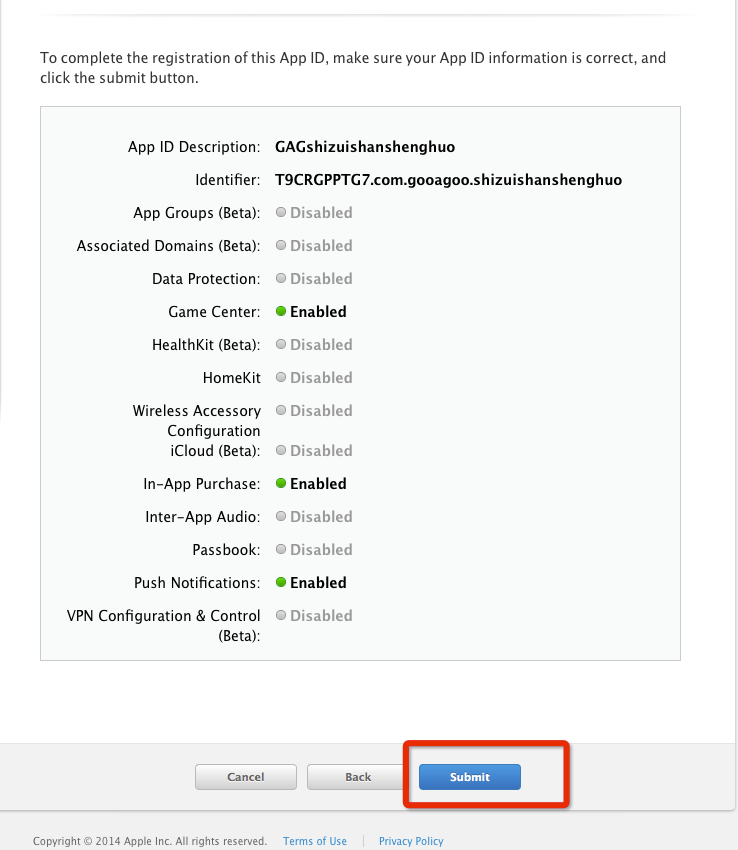 To complete the registration of this App ID, make sure your App ID information is correct, and
click the submit button.
App ID Description: GAGshizuishanshenghuo
Identifier: T9CRGPPTG7.com.gooagoo.shizuishanshenghuo
App Groups (Beta): Disabled
Associated Domains (Beta): Disabled
Data Protection: Disabled
Game Center: Enabled
HealthKit (Beta): Disabled
HomeKit Disabled
Wireless Accessory Disabled
Configuration
iCloud (Beta): Disabled
In-App Purchase: Enabled
Inter-App Audio: Disabled
Passbook: Disabled
Push Notifications: Enabled
VPN Configuration & Control Disabled
(Beta):
Cancel Back Submit
Copyright © 2014 Apple Inc. All rights reserved. Terms of Use Privacy Policy